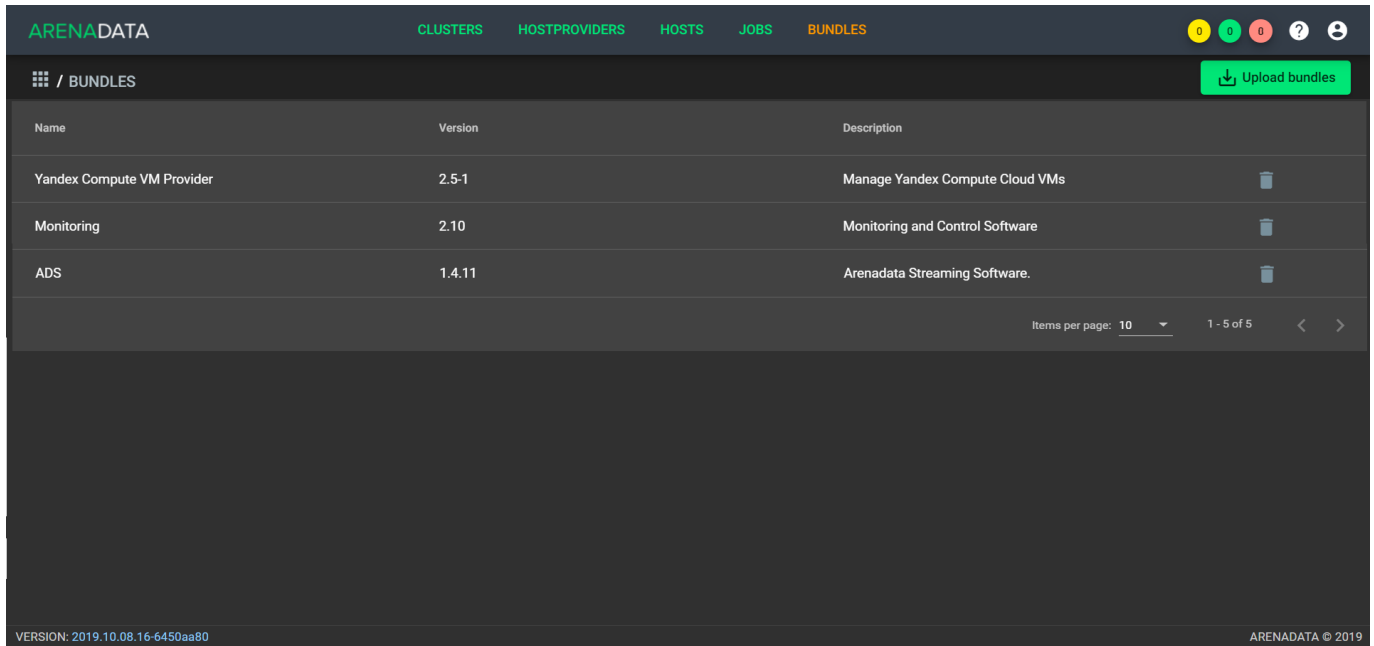 ARENADATA CLUSTERS HOSTPROVIDERS HOSTS JOBS BUNDLES 0 0 0 ?
/ BUNDLES Upload bundles
Name Version Description
Yandex Compute VM Provider 2.5-1 Manage Yandex Compute Cloud VMs
Monitoring 2.10 Monitoring and Control Software
ADS 1.4.11 Arenadata Streaming Software.
Items per page: 10 1 - 5 of 5
VERSION: 2019.10.08.16-6450aa80 ARENADATA © 2019